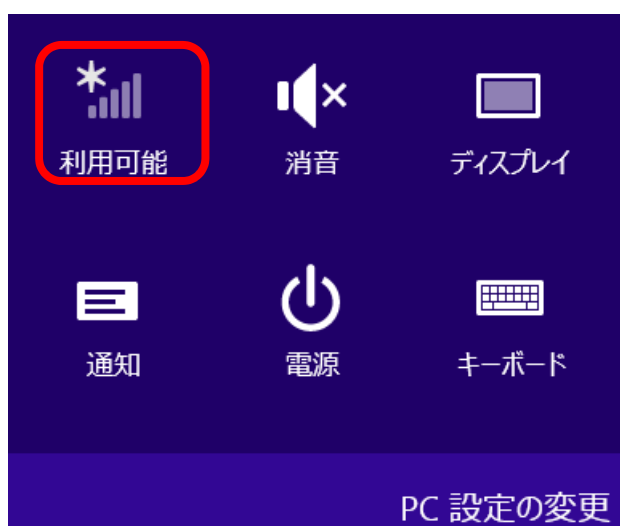 利用可能
消音
ディスプレイ
通知
電源
キーボード
PC 設定の変更